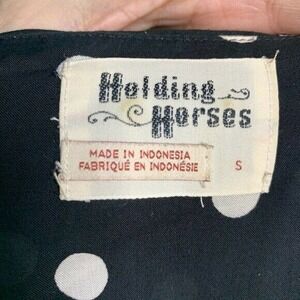 Holding
Horses
MADE IN INDONESIA
FABRIQUÉ EN INDONÉSIE
S